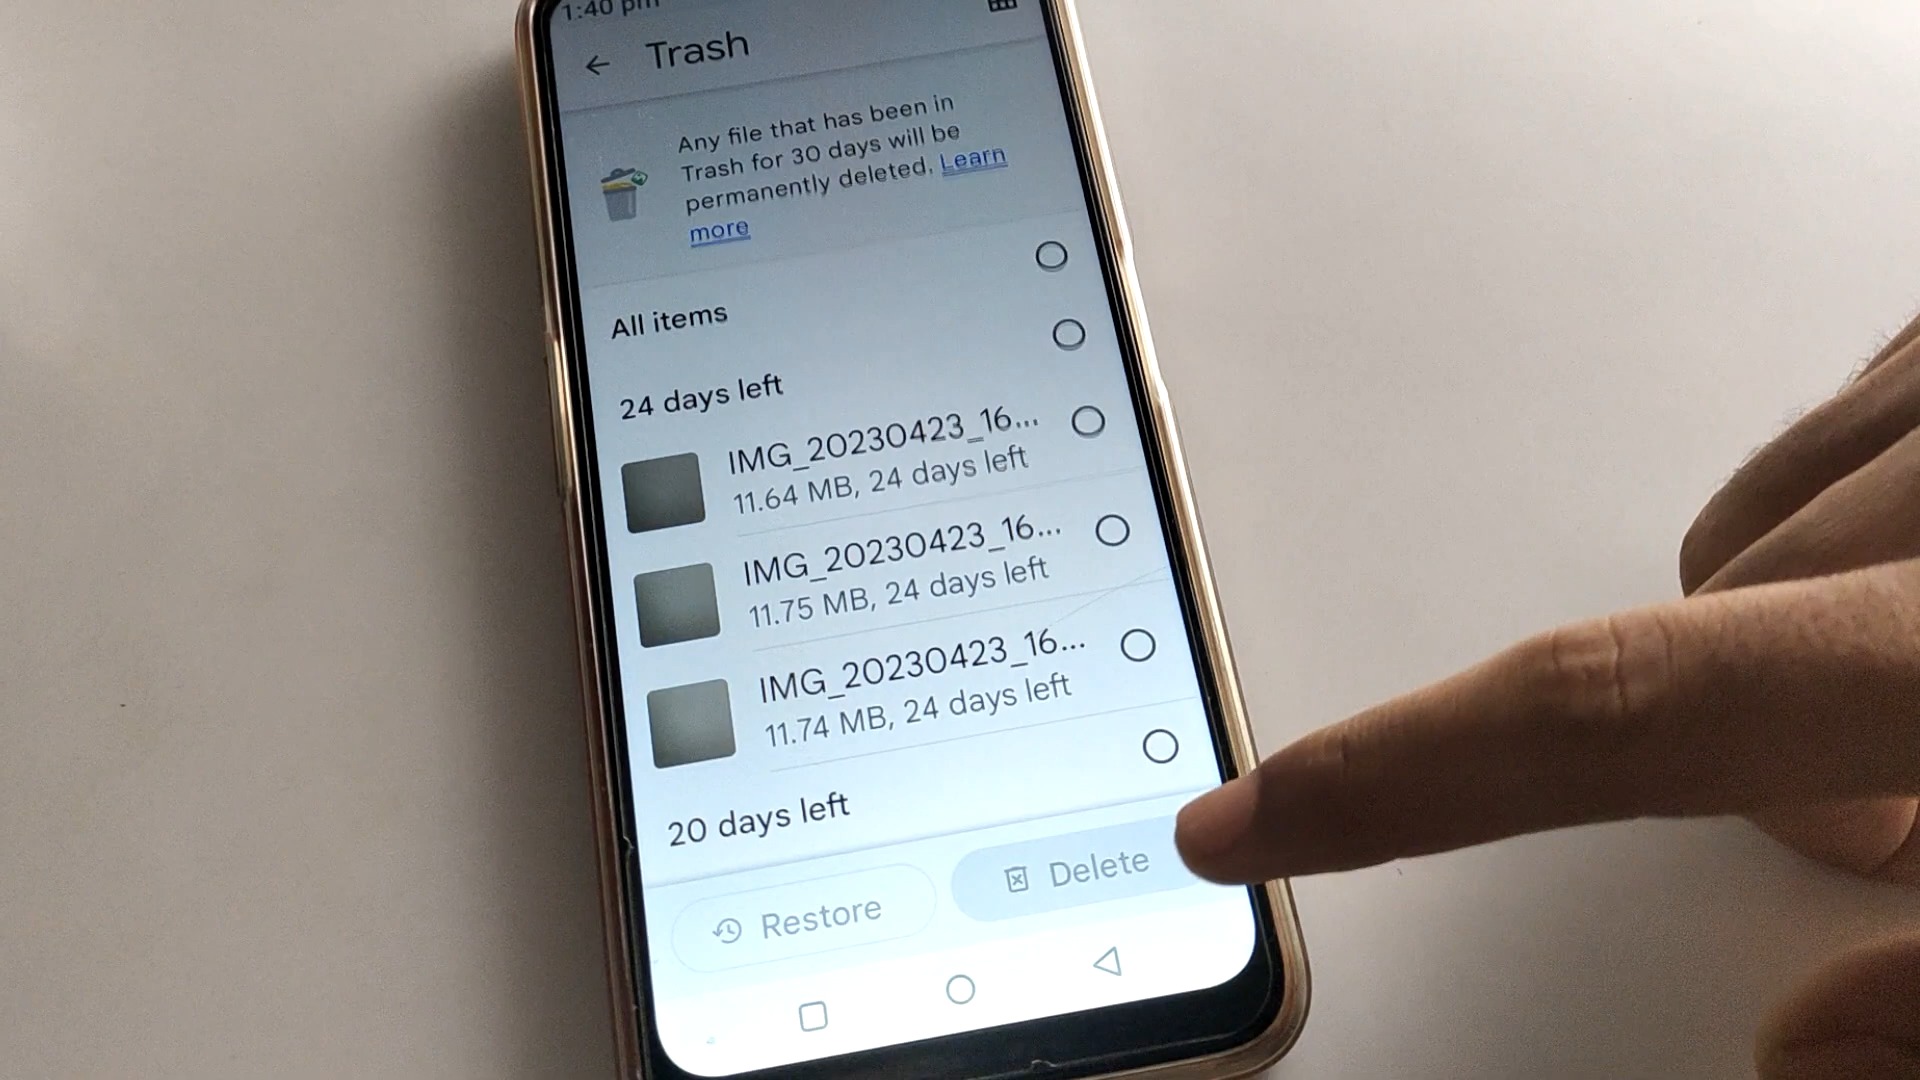 1:40 pm
Trash
Any file that has been in
Trash for 30 days will be
permanently deleted. Learn
more
All items
24 days left
IMG_20230423_16...
11.64 MB, 24 days left
IMG_20230423_16...
11.75 MB, 24 days left
IMG_20230423_16...
11.74 MB, 24 days left
20 days left
Restore
Delete